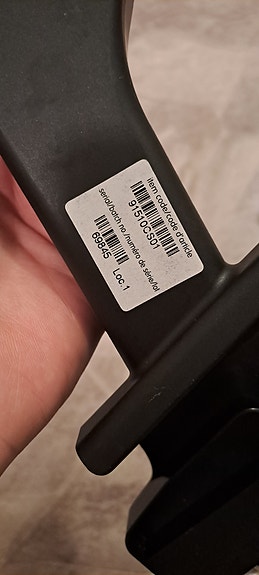 item code/code d'article
91510CS01
serial/batch no./numéro de série/lot
69845
Loc.1